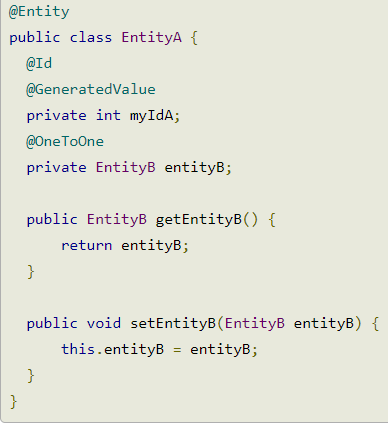 @Entity
public class EntityA {
  @Id
  @GeneratedValue
  private int myIdA;
  @OneToOne
  private EntityB entityB;

  public EntityB getEntityB() {
      return entityB;
  }

  public void setEntityB(EntityB entityB) {
      this.entityB = entityB;
  }
}